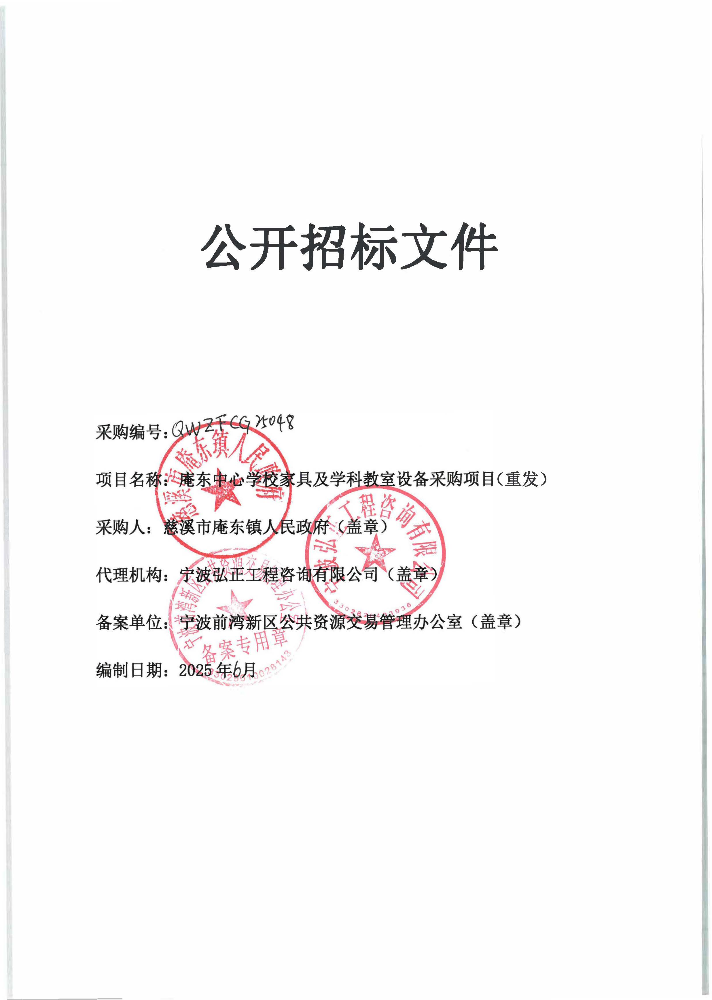 公开招标文件
采购编号：QWZFCG25048
项目名称：庵东中心学校家具及学科教室设备采购项目（重发）
采购人：慈溪市庵东镇人民政府（盖章）
代理机构：宁波弘正工程咨询有限公司（盖章）
备案单位：宁波前湾新区公共资源交易管理办公室（盖章）
编制日期：2025年6月
慈溪市庵东镇人民政府
宁波弘正工程咨询有限公司
宁波前湾新区公共资源交易管理办公室
备案专用章